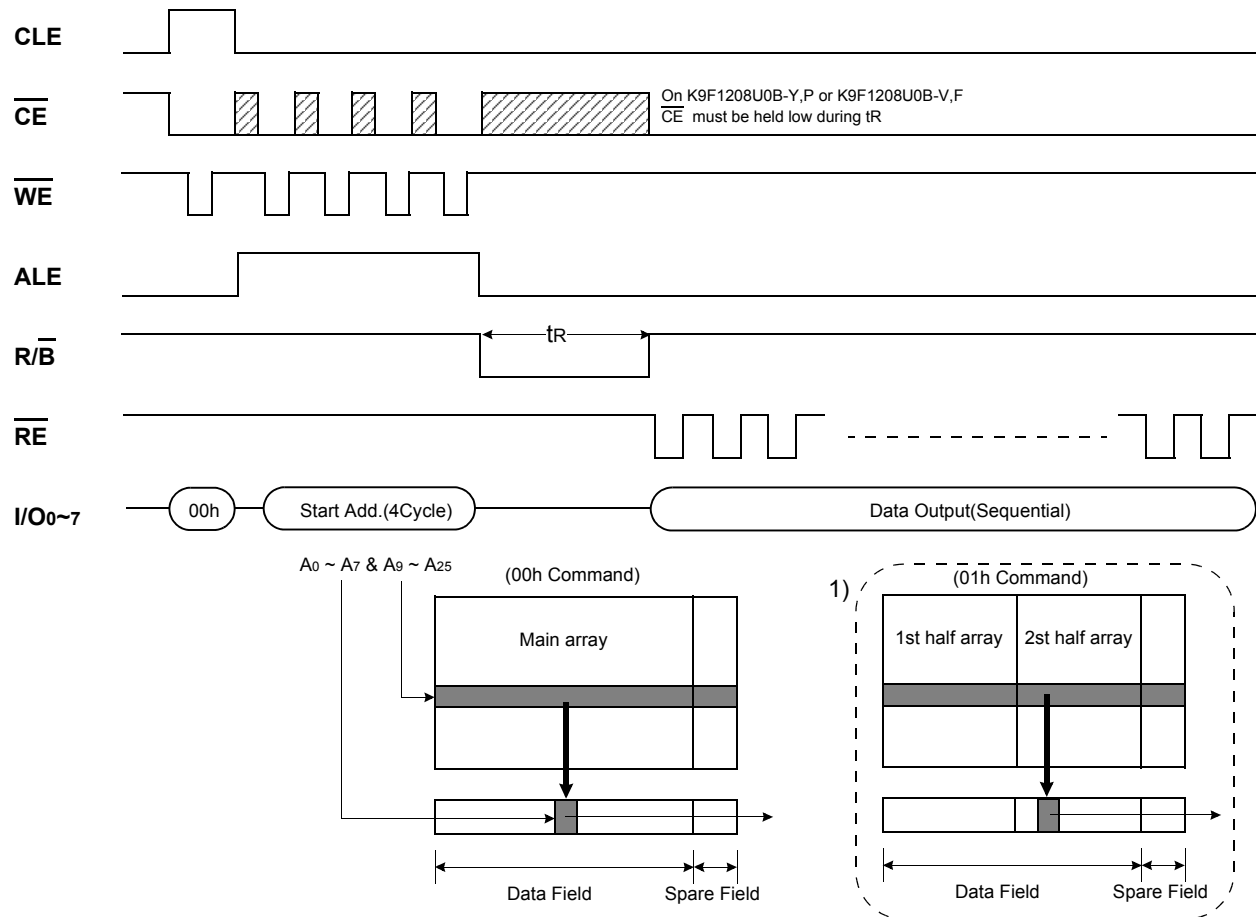 CLE
CE
On K9F1208U0B-Y,P or K9F1208U0B-V,F
CE must be held low during tR
WE
ALE
R/B
tR
RE
I/O0~7
00h
Start Add.(4Cycle)
Data Output(Sequential)
A0 ~ A7 & A9 ~ A25
(00h Command)
Main array
Data Field
Spare Field
1)
(01h Command)
1st half array
2st half array
Data Field
Spare Field